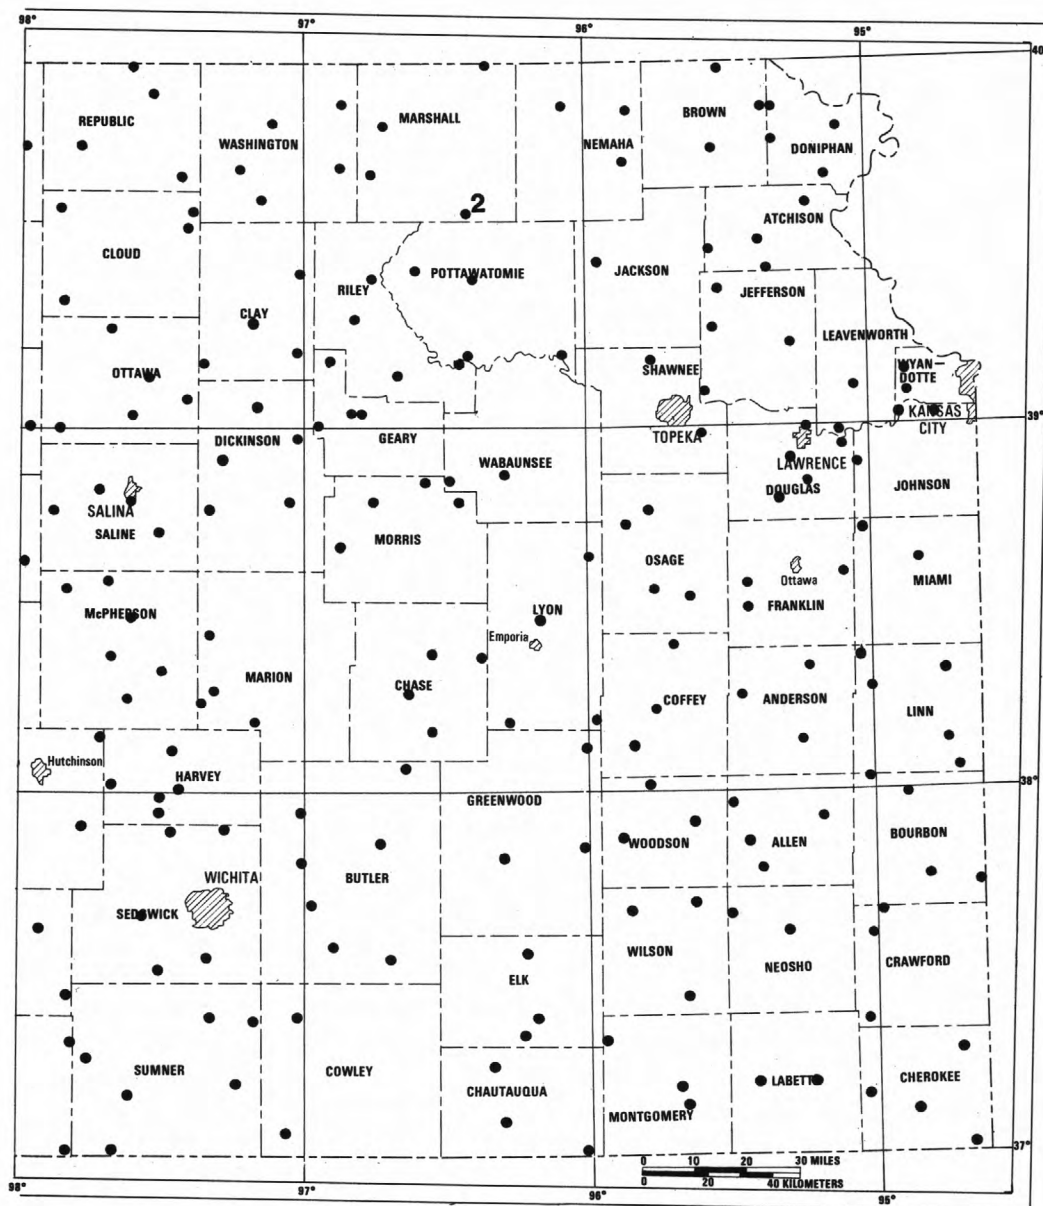 98°
97°
96°
95°
40
REPUBLIC
WASHINGTON
MARSHALL
NEMAHA
BROWN
DONIPHAN
2
ATCHISON
CLOUD
POTTAWATOMIE
JACKSON
RILEY
JEFFERSON
CLAY
LEAVENWORTH
OTTAWA
SHAWNEE
WYAN-
DOTTE
KANSAS
CITY
39°
DICKINSON
GEARY
TOPEKA
WABAUNSEE
LAWRENCE
DOUGLAS
JOHNSON
SALINA
SALINE
MORRIS
OSAGE
Ottawa
MIAMI
FRANKLIN
McPHERSON
LYON
Emporia
MARION
CHASE
COFFEY
ANDERSON
LINN
Hutchinson
HARVEY
38°
GREENWOOD
WOODSON
ALLEN
BOURBON
WICHITA
BUTLER
SEDGWICK
WILSON
NEOSHO
CRAWFORD
ELK
SUMNER
COWLEY
CHAUTAUQUA
LABETTE
CHEROKEE
MONTGOMERY
37°
0 10 20 30 MILES
0 20 40 KILOMETERS
98°
97°
96°
95°